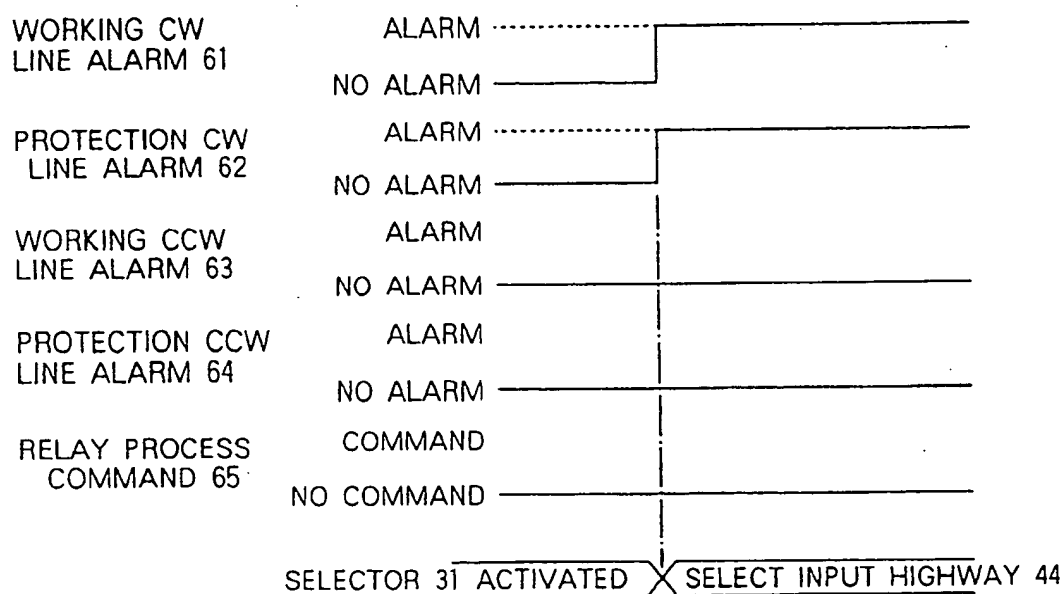 WORKING CW
LINE ALARM 61
ALARM
NO ALARM
PROTECTION CW
LINE ALARM 62
ALARM
NO ALARM
WORKING CCW
LINE ALARM 63
ALARM
NO ALARM
PROTECTION CCW
LINE ALARM 64
ALARM
NO ALARM
RELAY PROCESS
COMMAND 65
COMMAND
NO COMMAND
SELECTOR 31 ACTIVATED SELECT INPUT HIGHWAY 44